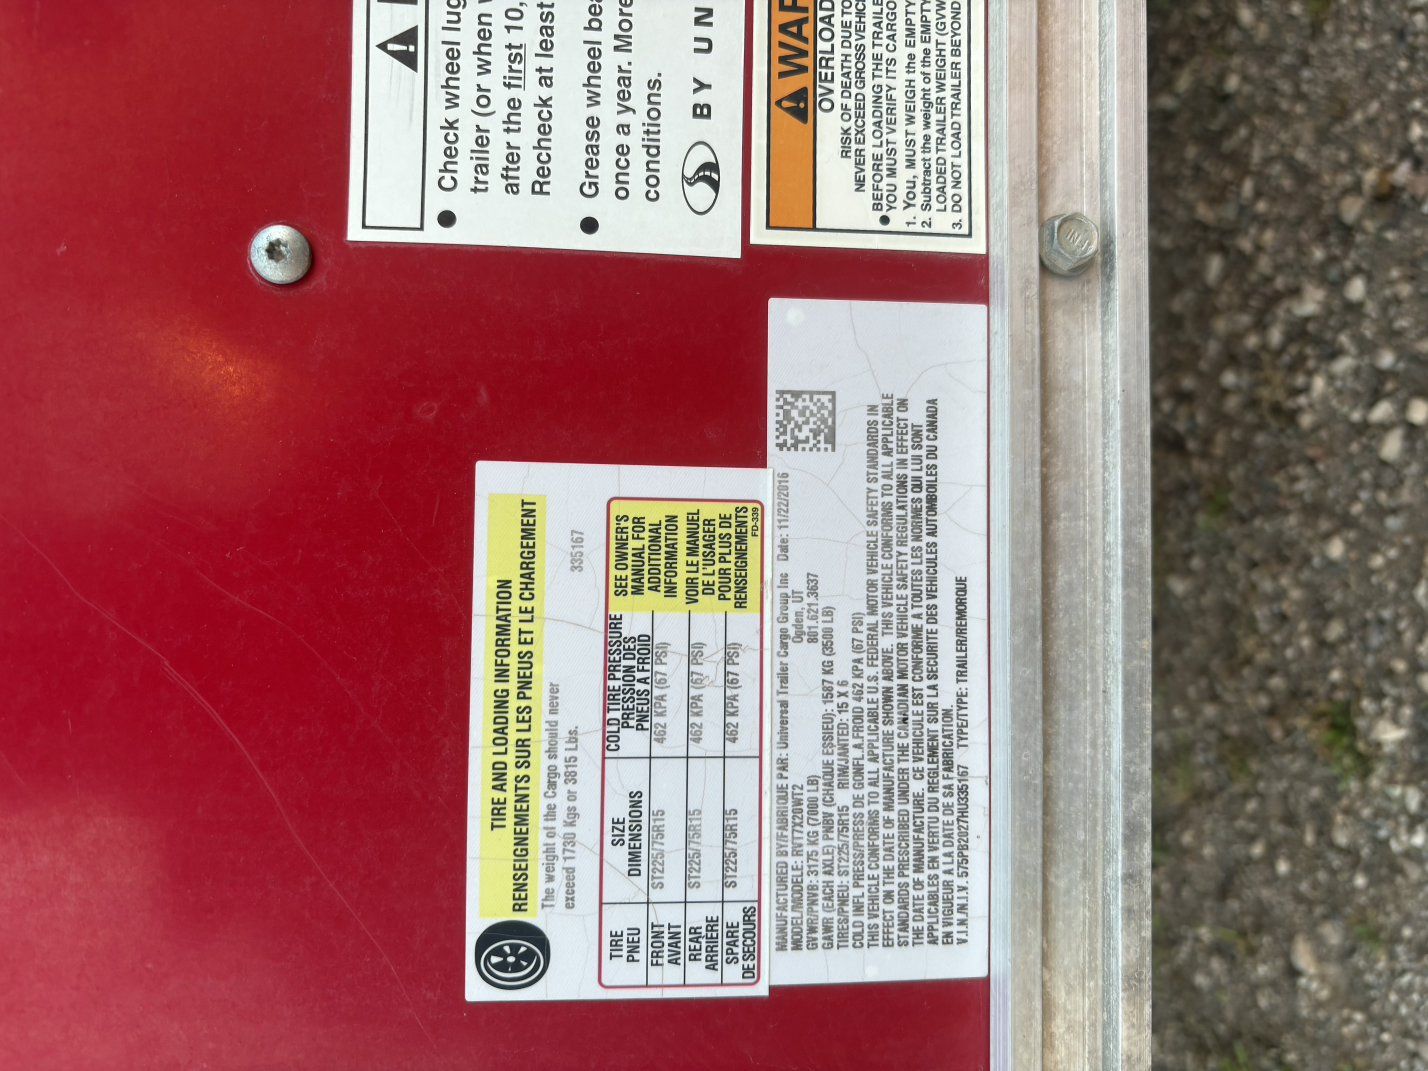 Check wheel lug
trailer (or when
after the first 10,
Recheck at least
Grease wheel
once a year. More
conditions.
BY UN
WAR
OVERLOAD
RISK OF DEATH DUE TO
NEVER EXCEED GROSS VEHIC
BEFORE LOADING THE TRAILE
YOU MUST VERIFY ITS CARGO
1. You, MUST WEIGH the EMPTY
2. Subtract the weight of the EMPTY
LOADED TRAILER WEIGHT (GVW
3. DO NOT LOAD TRAILER BEYOND
TIRE AND LOADING INFORMATION
RENSEIGNEMENTS SUR LES PNEUS ET LE CHARGEMENT
The weight of the Cargo should never
exceed 1730 Kgs or 3815 Lbs.
335167
TIRE PNEU SIZE DIMENSIONS COLD TIRE PRESSURE PRESSION DES PNEUS A FROID
FRONT AVANT ST225/75R15 462 KPA (67 PSI)
REAR ARRIERE ST225/75R15 462 KPA (67 PSI)
SPARE DE SECOURS ST225/75R15 462 KPA (67 PSI)
SEE OWNER'S
MANUAL FOR
ADDITIONAL
INFORMATION
VOIR LE MANUEL
DE L'USAGER
POUR PLUS DE
RENSEIGNEMENTS
FD-339
MANUFACTURED BY/FABRIQUE PAR: Universal Trailer Cargo Group Inc Date: 11/22/2016
MODEL/MODELE: RVT7X20WT2 Ogden, UT
GVWR/PNVB: 3175 KG (7000 LB) 801.621.3637
GAWR (EACH AXLE) PNBV (CHAQUE ESSIEU): 1587 KG (3500 LB)
TIRES/PNEU: ST225/75R15 RIM/JANTED: 15 X 6
COLD INFL PRESS/PRESS DE GONFL A FROID 462 KPA (67 PSI)
THIS VEHICLE CONFORMS TO ALL APPLICABLE U.S. FEDERAL MOTOR VEHICLE SAFETY STANDARDS IN
EFFECT ON THE DATE OF MANUFACTURE SHOWN ABOVE. THIS VEHICLE CONFORMS TO ALL APPLICABLE
STANDARDS PRESCRIBED UNDER THE CANADIAN MOTOR VEHICLE SAFETY REGULATIONS IN EFFECT ON
THE DATE OF MANUFACTURE. CE VEHICULE EST CONFORME A TOUTES LES NORMES QUI LUI SONT
APPLICABLES EN VERTU DU REGLEMENT SUR LA SECURITE DES VEHICULES AUTOMBOILES DU CANADA
EN VIGUEUR A LA DATE DE SA FABRICATION.
V.I.N./N.I.V. 575PB2027HU335167 TYPE/TYPE: TRAILER/REMORQUE